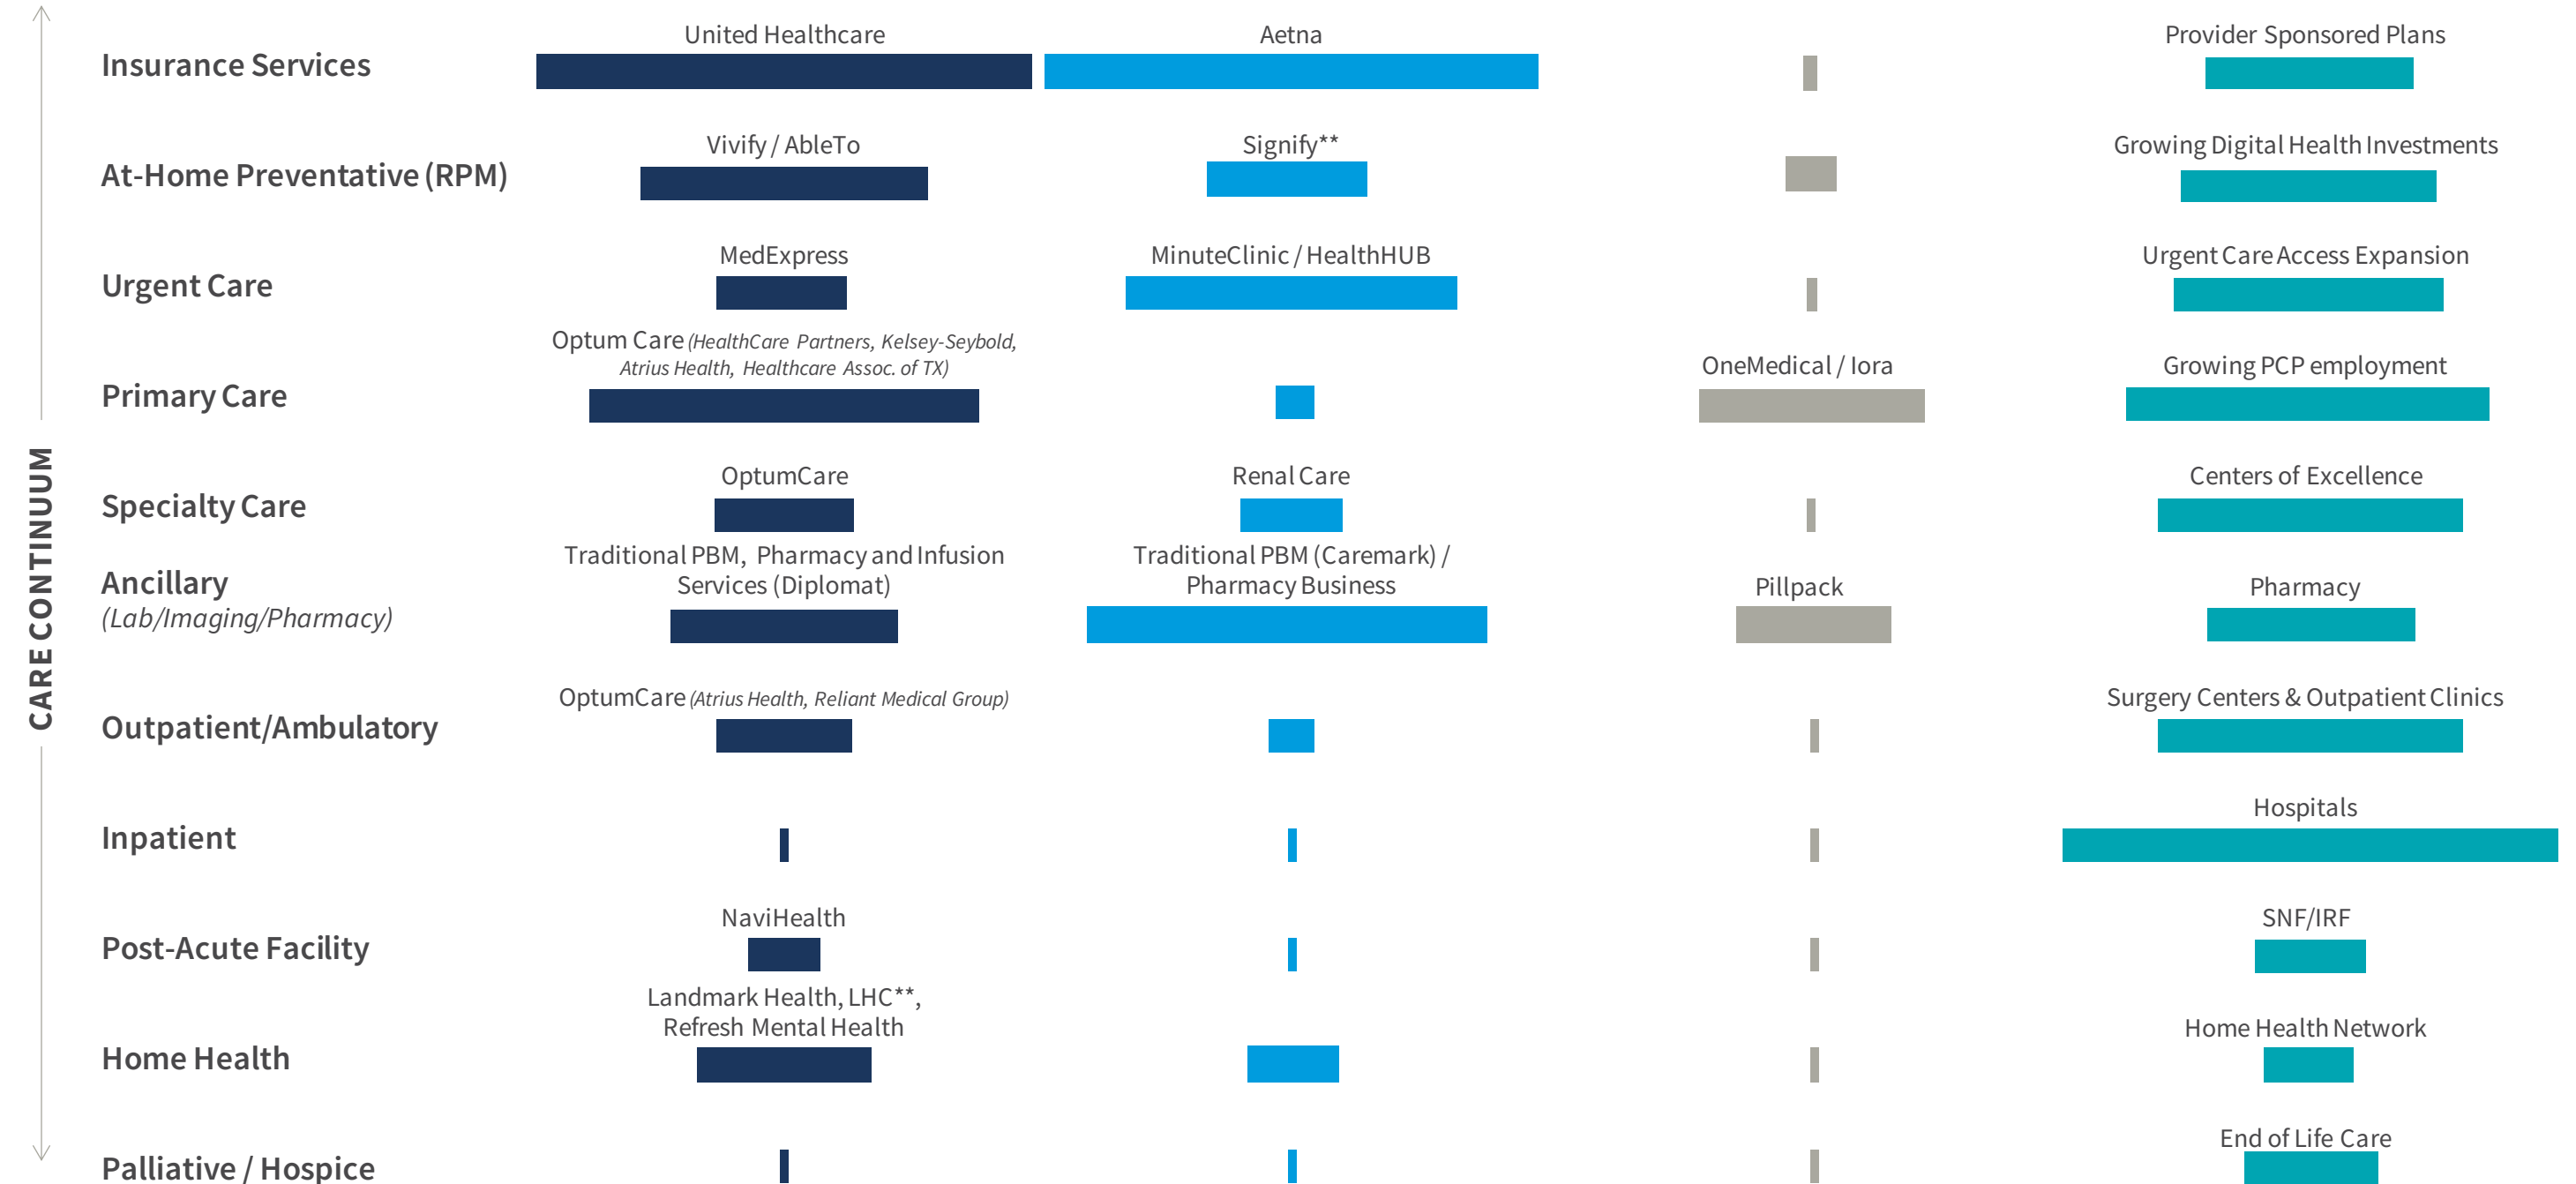 United Healthcare
Aetna
Provider Sponsored Plans
Insurance Services
Vivify / AbleTo
Signify**
Growing Digital Health Investments
At-Home Preventative (RPM)
MedExpress
MinuteClinic / HealthHUB
Urgent Care Access Expansion
Urgent Care
Optum Care (HealthCare Partners, Kelsey-Seybold,
Atrius Health, Healthcare Assoc. of TX)
OneMedical / Iora
Growing PCP employment
Primary Care
CARE CONTINUUM
OptumCare
Renal Care
Centers of Excellence
Specialty Care
Traditional PBM, Pharmacy and Infusion
Services (Diplomat)
Traditional PBM (Caremark) /
Pharmacy Business
Pillpack
Pharmacy
Ancillary
(Lab/Imaging/Pharmacy)
OptumCare (Atrius Health, Reliant Medical Group)
Surgery Centers & Outpatient Clinics
Outpatient/Ambulatory
Hospitals
Inpatient
NaviHealth
SNF/IRF
Post-Acute Facility
Landmark Health, LHC**,
Refresh Mental Health
Home Health Network
Home Health
End of Life Care
Palliative / Hospice